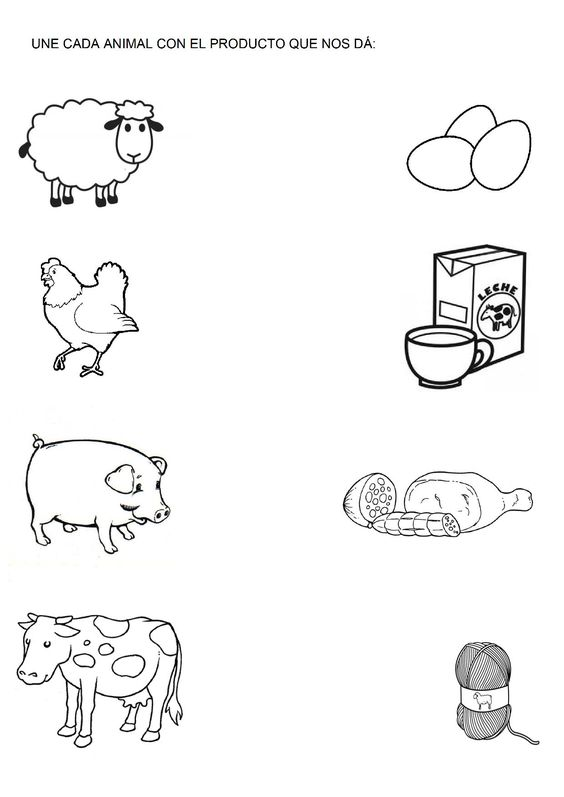 UNE CADA ANIMAL CON EL PRODUCTO QUE NOS DÁ:
LECHE